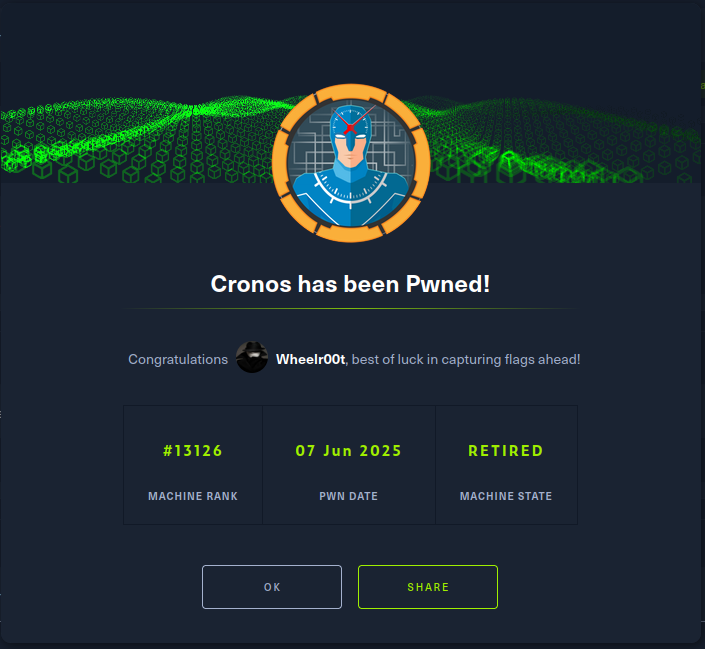 Cronos has been Pwned!
Congratulations Wheelr00t, best of luck in capturing flags ahead!
#13126 07 Jun 2025 RETIRED
MACHINE RANK PWN DATE MACHINE STATE
OK SHARE